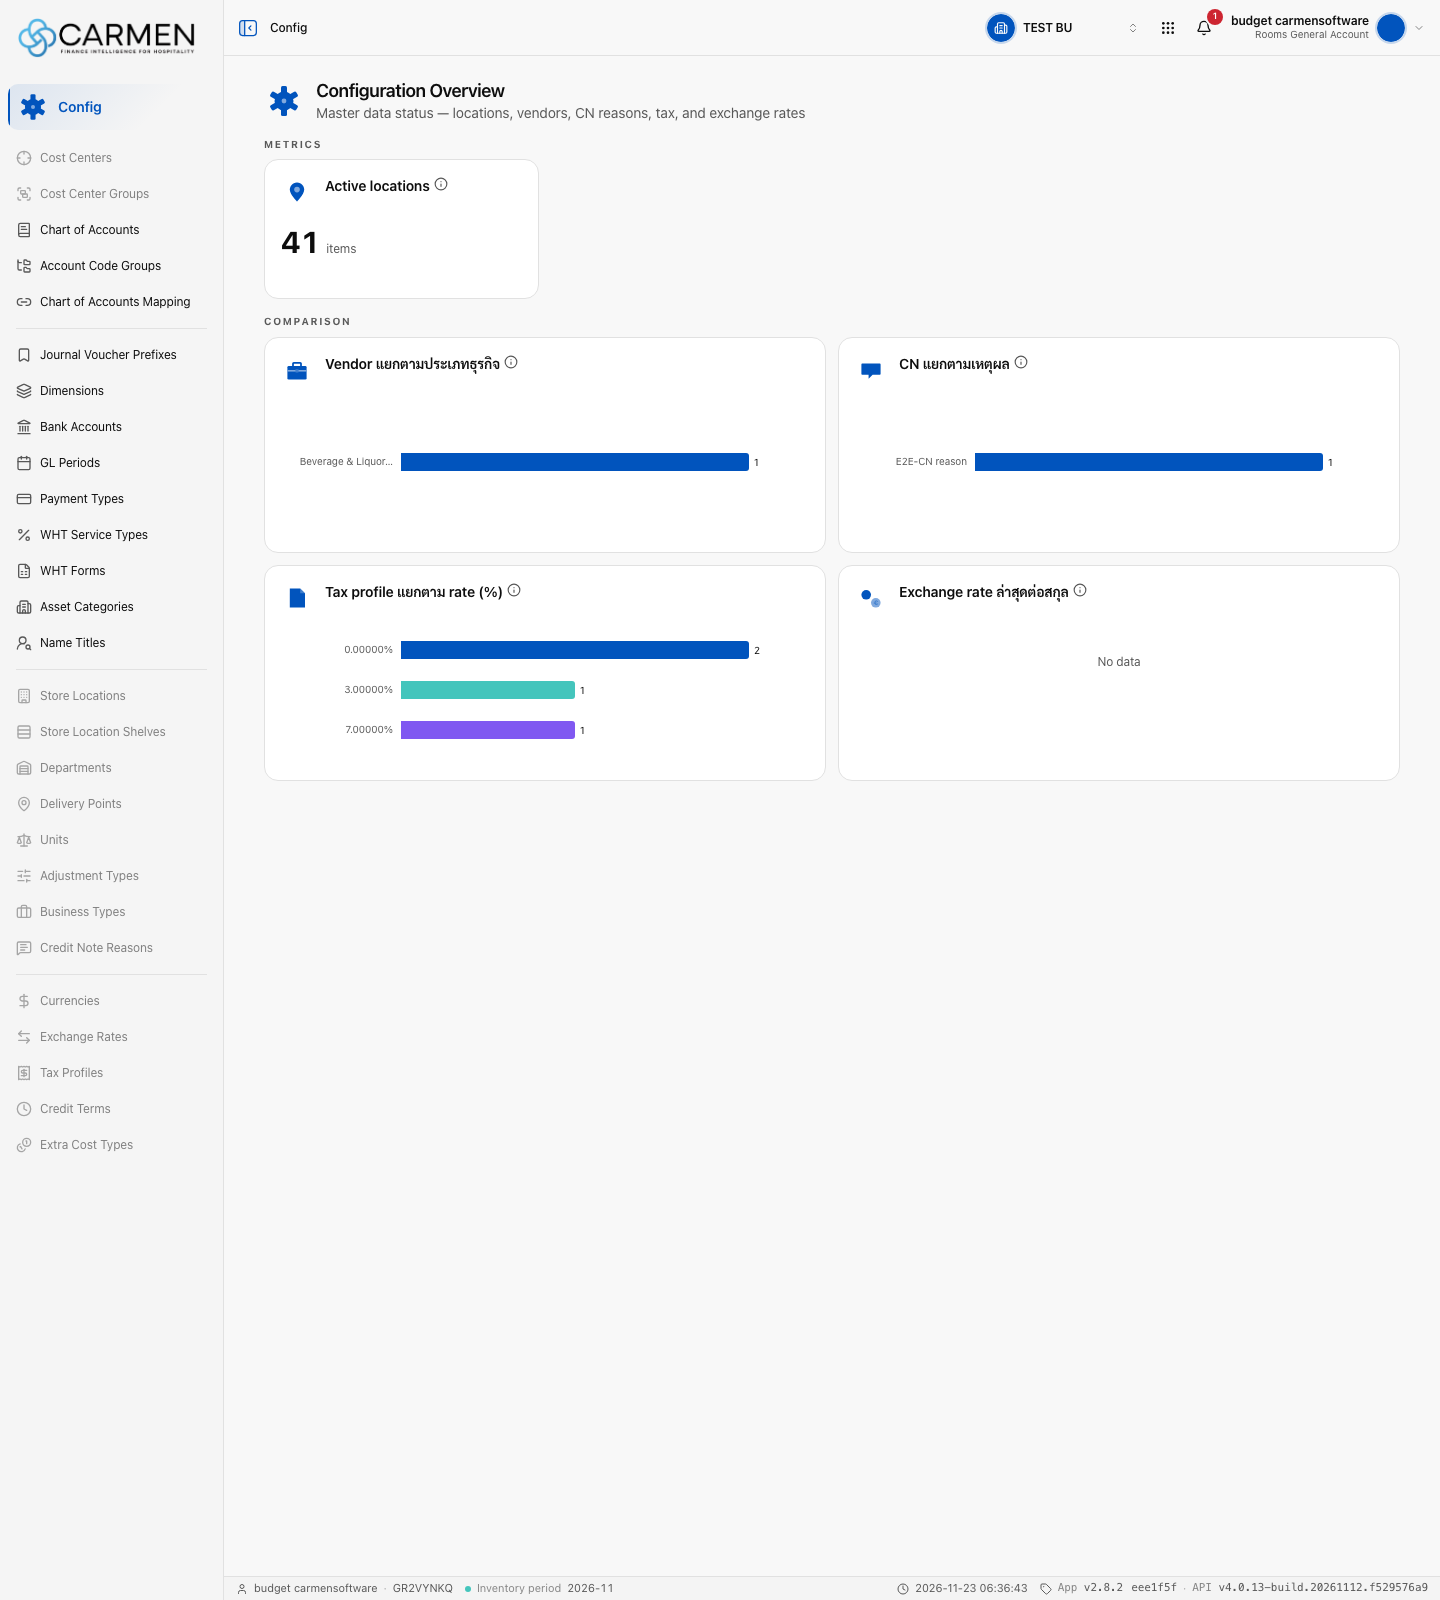 CARMEN
FINANCE INTELLIGENCE FOR HOSPITALITY
Config
Cost Centers
Cost Center Groups
Chart of Accounts
Account Code Groups
Chart of Accounts Mapping
Journal Voucher Prefixes
Dimensions
Bank Accounts
GL Periods
Payment Types
WHT Service Types
WHT Forms
Asset Categories
Name Titles
Store Locations
Store Location Shelves
Departments
Delivery Points
Units
Adjustment Types
Business Types
Credit Note Reasons
Currencies
Exchange Rates
Tax Profiles
Credit Terms
Extra Cost Types
Config
TEST BU
1
budget carmensoftware
Rooms General Account
Configuration Overview
Master data status — locations, vendors, CN reasons, tax, and exchange rates
METRICS
Active locations
41 items
COMPARISON
Vendor แยกตามประเภทธุรกิจ
Beverage & Liquor... 1
CN แยกตามเหตุผล
E2E-CN reason 1
Tax profile แยกตาม rate (%)
0.00000% 2
3.00000% 1
7.00000% 1
Exchange rate ล่าสุดต่อสกุล
No data
budget carmensoftware · GR2VYNKQ Inventory period 2026-11
2026-11-23 06:36:43 App v2.8.2 eee1f5f · API v4.0.13-build.20261112.f529576a9